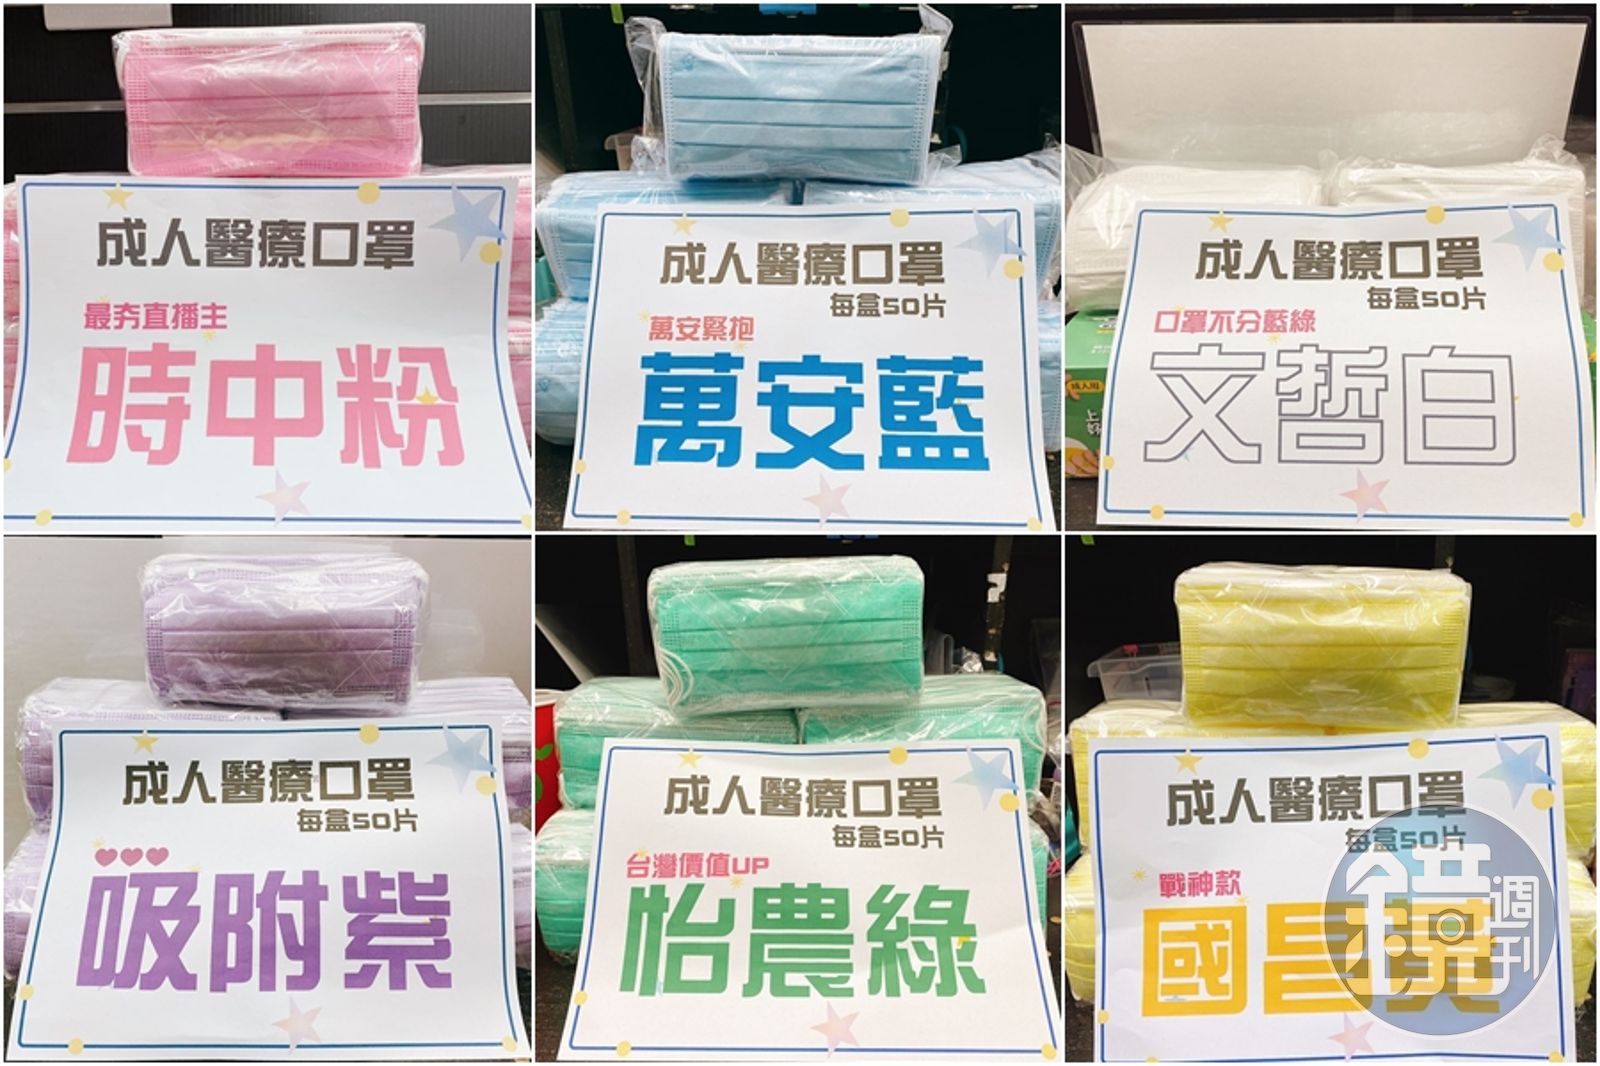 成人醫療口罩
最夯直播主
時中粉
成人醫療口罩
每盒50片
萬安緊抱
萬安藍
成人醫療口罩
每盒50片
口罩不分藍綠
文哲白
成人醫療口罩
每盒50片
吸附紫
成人醫療口罩
每盒50片
台灣價值UP
怡農綠
成人醫療口罩
每盒50片
戰神款
國昌黃
鏡週刊